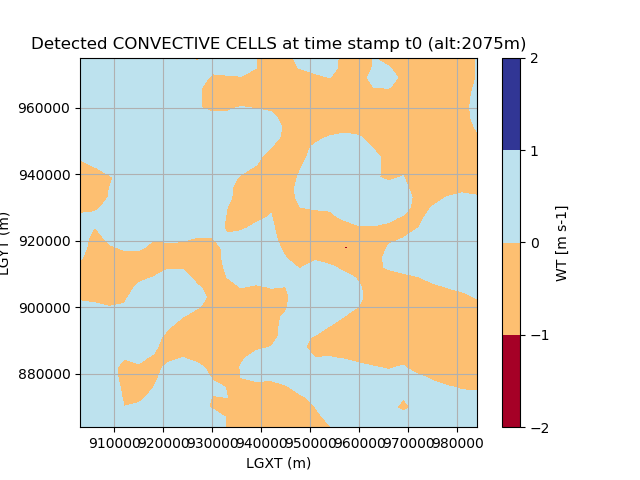 Detected CONVECTIVE CELLS at time stamp t0 (alt:2075m)
960000
940000
920000
900000
880000
LGYT (m)
910000 920000 930000 940000 950000 960000 970000 980000
LGXT (m)
2
1
0
−1
−2
WT [m s-1]